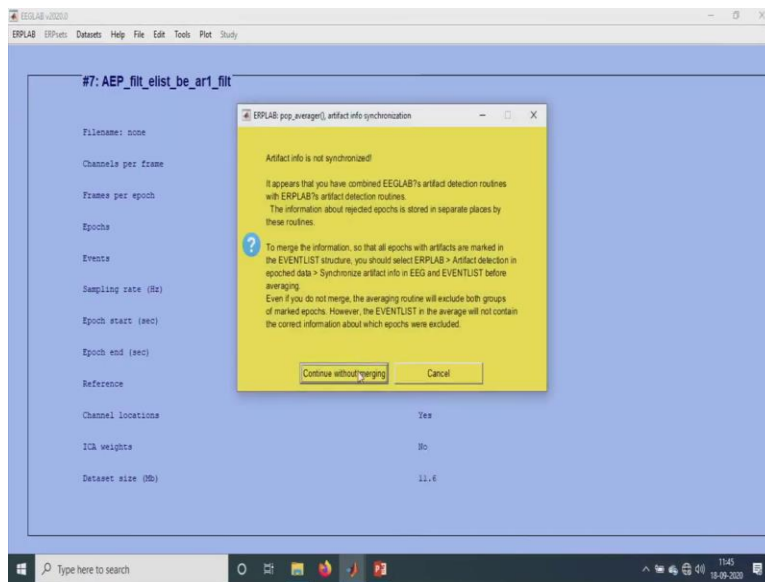 EEGLAB v2020.0
ERPLAB ERPsets Datasets Help File Edit Tools Plot Study
#7: AEP_filt_elist_be_ar1_filt
ERPLAB: pop_averager(), artifact info synchronization
Filename: none
Channels per frame
Frames per epoch
Epochs
Events
Sampling rate (Hz)
Epoch start (sec)
Epoch end (sec)
Reference
Channel locations Yes
ICA weights No
Dataset size (Mb) 11.6
Artifact info is not synchronized!
It appears that you have combined EEGLAB?s artifact detection routines
with ERPLAB?s artifact detection routines.
The information about rejected epochs is stored in separate places by
these routines.
To merge the information, so that all epochs with artifacts are marked in
the EVENTLIST structure, you should select ERPLAB > Artifact detection in
epoched data > Synchronize artifact info in EEG and EVENTLIST before
averaging.
Even if you do not merge, the averaging routine will exclude both groups
of marked epochs. However, the EVENTLIST in the average will not contain
the correct information about which epochs were excluded.
Continue without merging Cancel
Type here to search
11:45
18-09-2020